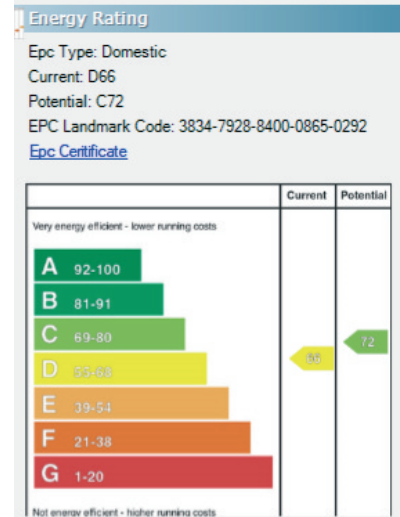 Energy Rating
Epc Type: Domestic
Current: D66
Potential: C72
EPC Landmark Code: 3834-7928-8400-0865-0292
Epc Ceritificate
Current Potential
Very energy efficient - lower running costs
A 92-100
B 81-91
C 69-80
D 55-68
E 39-54
F 21-38
G 1-20
66
72
Not energy efficient - higher running costs